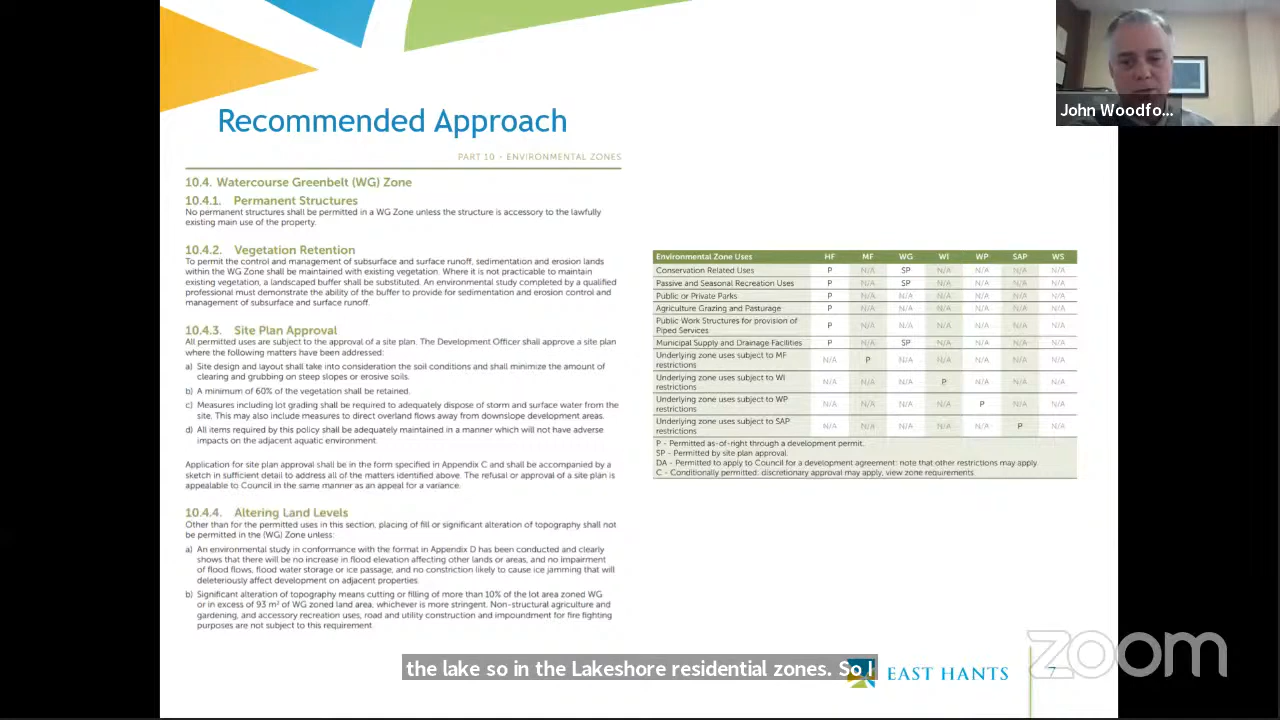 Recommended Approach
PART 10 - ENVIRONMENTAL ZONES
10.4. Watercourse Greenbelt (WG) Zone
10.4.1. Permanent Structures
No permanent structures shall be permitted in a WG Zone unless the structure is accessory to the lawfully
existing main use of the property.
10.4.2. Vegetation Retention
To permit the control and management of subsurface and surface runoff, sedimentation and erosion lands
within the WG Zone shall be maintained with existing vegetation. Where it is not practicable to maintain
existing vegetation, a landscaped buffer shall be substituted. An environmental study completed by a qualified
professional must demonstrate the ability of the buffer to provide for sedimentation and erosion control and
management of subsurface and surface runoff.
10.4.3. Site Plan Approval
All permitted uses are subject to the approval of a site plan. The Development Officer shall approve a site plan
where the following matters have been addressed:
a) Site design and layout shall take into consideration the soil conditions and shall minimize the amount of
clearing and grubbing on steep slopes or erosive soils.
b) A minimum of 60% of the vegetation shall be retained.
c) Measures including lot grading shall be required to adequately dispose of storm and surface water from the
site. This may also include measures to direct overland flows away from downslope development areas.
d) All items required by this policy shall be adequately maintained in a manner which will not have adverse
impacts on the adjacent aquatic environment.
Application for site plan approval shall be in the form specified in Appendix C and shall be accompanied by a
sketch in sufficient detail to address all of the matters identified above. The refusal or approval of a site plan is
appealable to Council in the same manner as an appeal for a variance.
10.4.4. Altering Land Levels
Other than for the permitted uses in this section, placing of fill or significant alteration of topography shall not
be permitted in the (WG) Zone unless:
a) An environmental study in conformance with the format in Appendix D has been conducted and clearly
shows that there will be no increase in flood elevation affecting other lands or areas, and no impairment
of flood flows, flood water storage or ice passage, and no constriction likely to cause ice jamming that will
deleteriously affect development on adjacent properties.
b) Significant alteration of topography means cutting or filling of more than 10% of the lot area zoned WG
or in excess of 93 m² of WG zoned land area, whichever is more stringent. Non-structural agriculture and
gardening, and accessory recreation uses, road and utility construction and impoundment for fire fighting
purposes are not subject to this requirement.
Environmental Zone Uses HF MF WG WI WP SAP WS
Conservation Related Uses P N/A SP N/A N/A N/A N/A
Passive and Seasonal Recreation Uses P N/A SP N/A N/A N/A N/A
Public or Private Parks P N/A N/A N/A N/A N/A N/A
Agriculture Grazing and Pasturage P N/A N/A N/A N/A N/A N/A
Public Work Structures for provision of
Piped Services P N/A N/A N/A N/A N/A N/A
Municipal Supply and Drainage Facilities P N/A SP N/A N/A N/A N/A
Underlying zone uses subject to MF
restrictions N/A P N/A N/A N/A N/A N/A
Underlying zone uses subject to WI
restrictions N/A N/A N/A P N/A N/A N/A
Underlying zone uses subject to WP
restrictions N/A N/A N/A N/A P N/A N/A
Underlying zone uses subject to SAP
restrictions N/A N/A N/A N/A N/A P N/A
P - Permitted as-of-right through a development permit.
SP - Permitted by site plan approval.
DA - Permitted to apply to Council for a development agreement: note that other restrictions may apply.
C - Conditionally permitted: discretionary approval may apply, view zone requirements
John Woodfo...
the lake so in the Lakeshore residential zones. So I
EAST HANTS
7
zoom